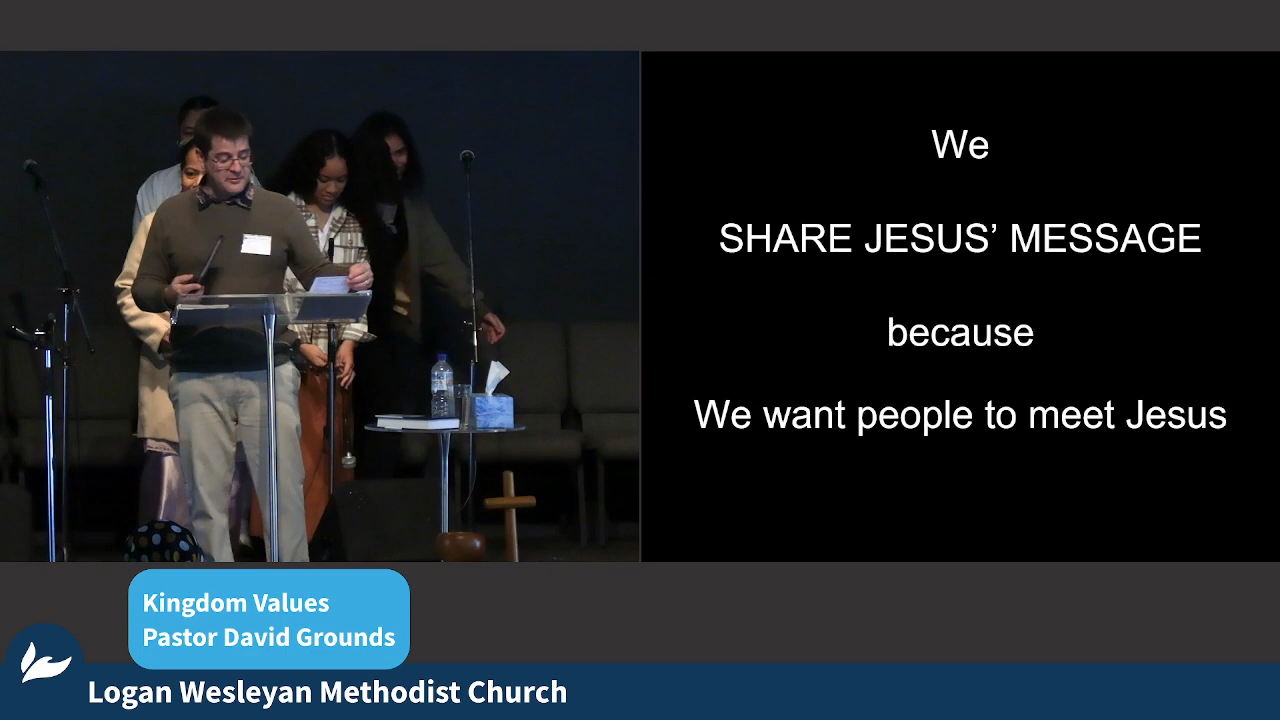 We
SHARE JESUS’ MESSAGE
because
We want people to meet Jesus
Kingdom Values
Pastor David Grounds
Logan Wesleyan Methodist Church